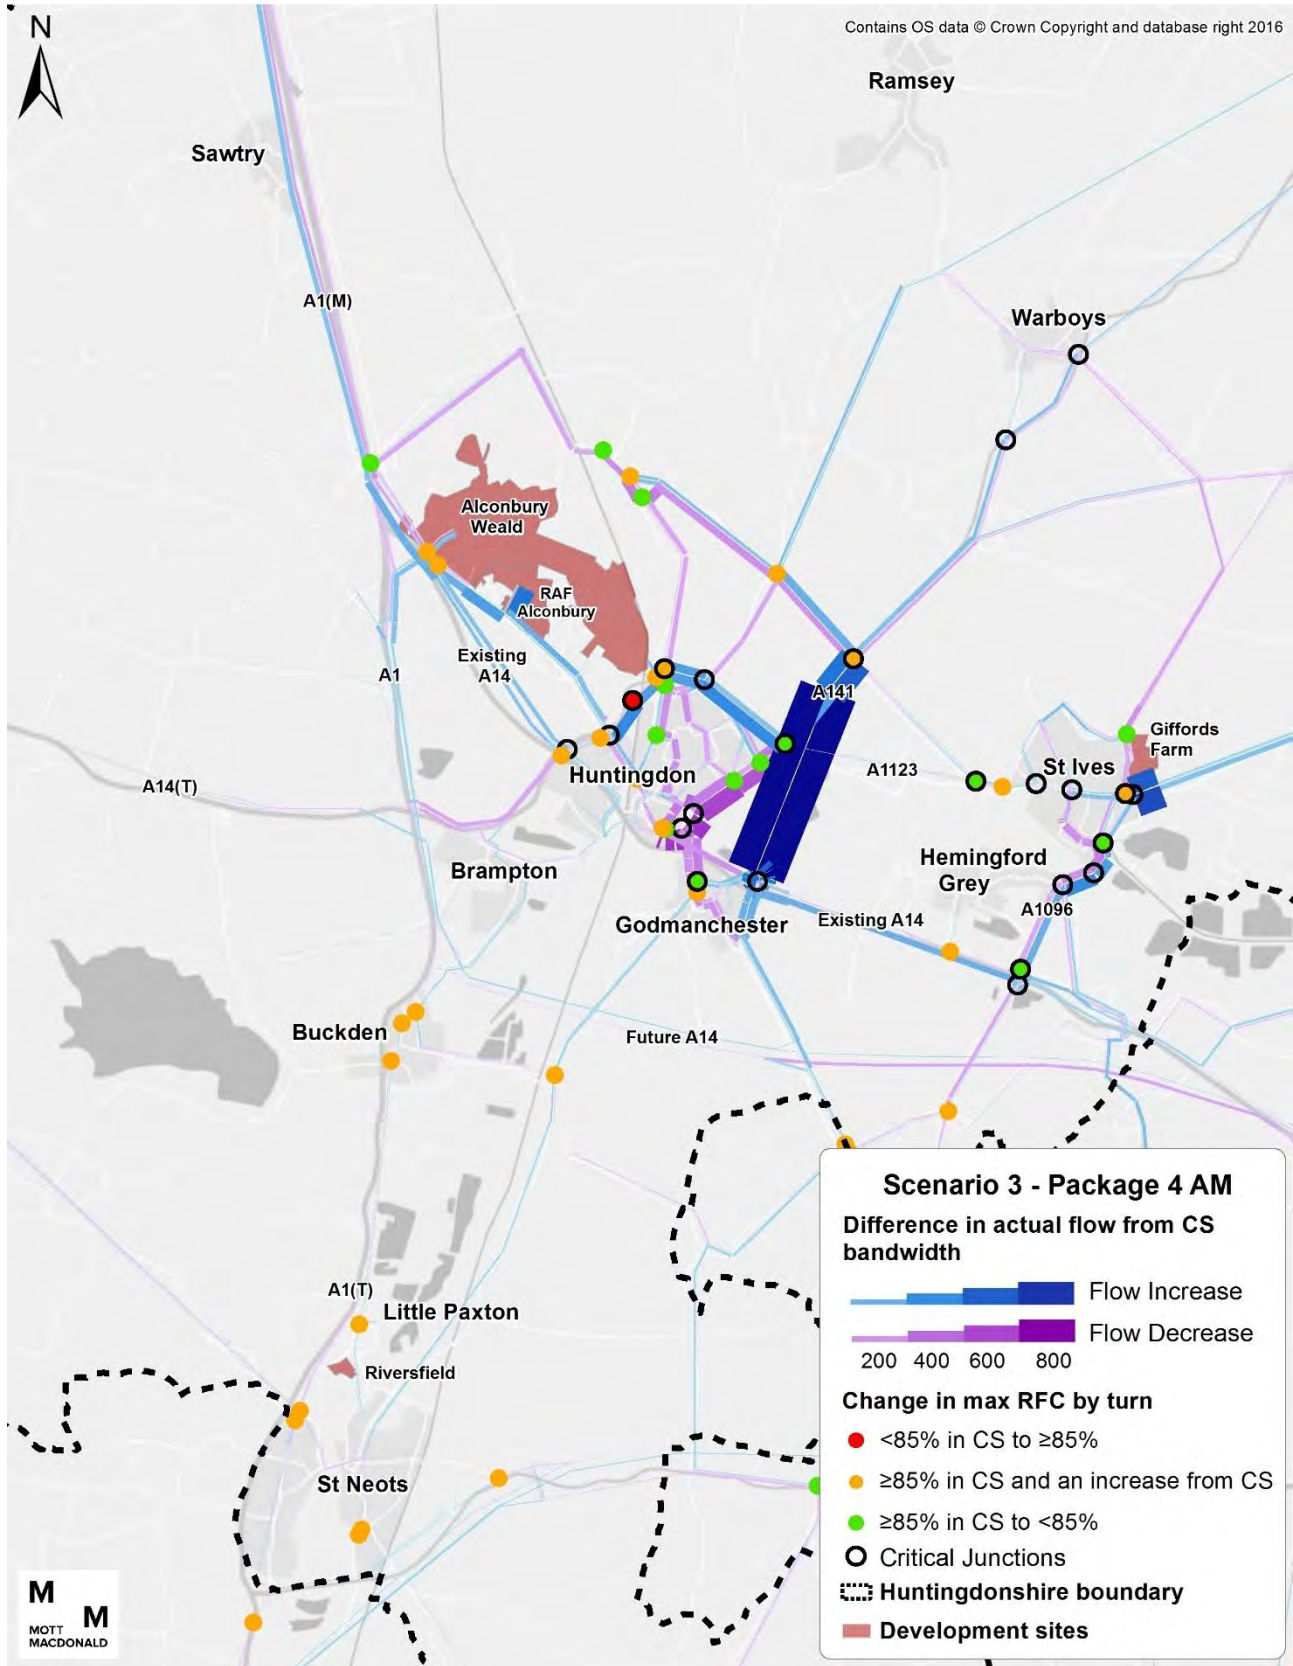 Contains OS data © Crown Copyright and database right 2016
N
Ramsey
Sawtry
A1(M)
Warboys
Alconbury
Weald
RAF
Alconbury
Existing
A14
A1
A141
Giffords
Farm
St Ives
A1123
Huntingdon
A14(T)
Hemingford
Grey
Brampton
A1096
Godmanchester
Existing A14
Buckden
Future A14
A1(T)
Little Paxton
Riversfield
St Neots
Scenario 3 - Package 4 AM
Difference in actual flow from CS
bandwidth
Flow Increase
Flow Decrease
200 400 600 800
Change in max RFC by turn
<85% in CS to ≥85%
≥85% in CS and an increase from CS
≥85% in CS to <85%
Critical Junctions
Huntingdonshire boundary
Development sites
M
M
MOTT
MACDONALD